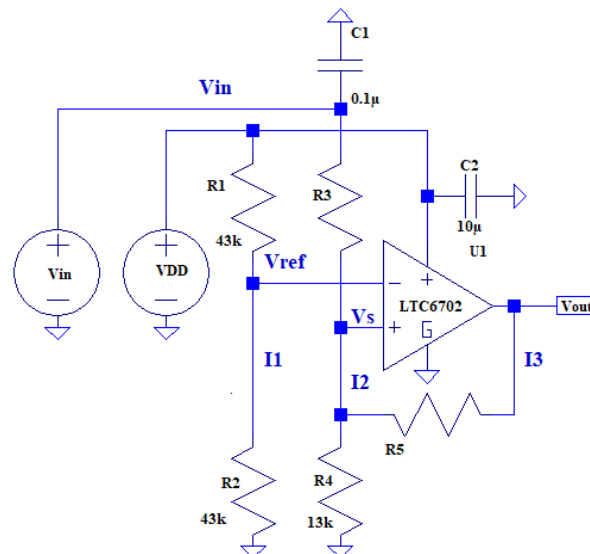 C1
0.1µ
Vin
R1
43k
R3
C2
10µ
U1
Vin
VDD
Vref
LTC6702
G
Vs
Vout
I1
I2
I3
R5
R2
43k
R4
13k